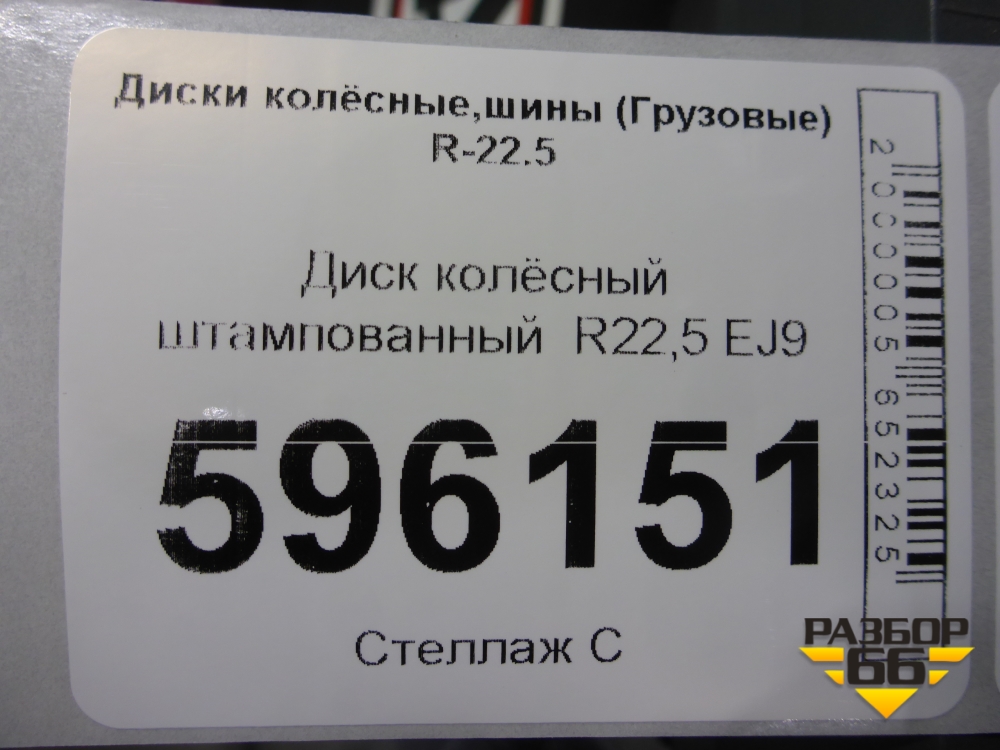 Диски колёсные,шины (Грузовые)
R-22.5
Диск колёсный
штампованный R22,5 EJ9
596151
Стеллаж С
2000005652325
РАЗБОР
66